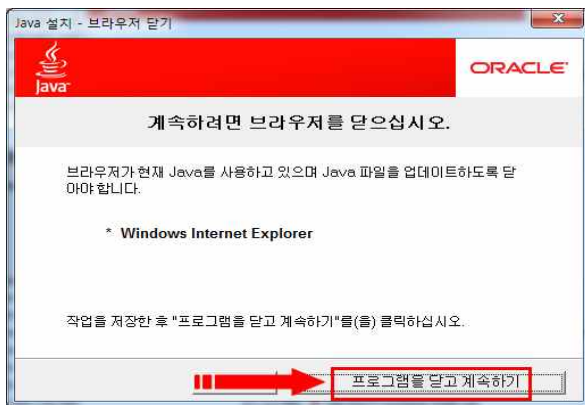 Java 설치 - 브라우저 닫기
Java
ORACLE
계속하려면 브라우저를 닫으십시오.
브라우저가 현재 Java를 사용하고 있으며 Java 파일을 업데이트하도록 닫
아야 합니다.
* Windows Internet Explorer
작업을 저장한 후 "프로그램을 닫고 계속하기"를(을) 클릭하십시오.
프로그램을 닫고 계속하기